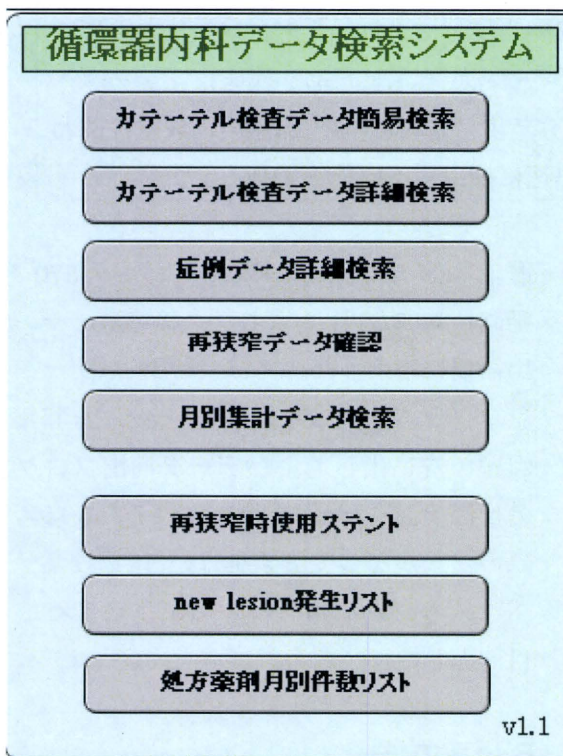 循環器内科データ検索システム
カテーテル検査データ簡易検索
カテーテル検査データ詳細検索
症例データ詳細検索
再狭窄データ確認
月別集計データ検索
再狭窄時使用ステント
new lesion発生リスト
処方薬剤月別件数リスト
v1.1